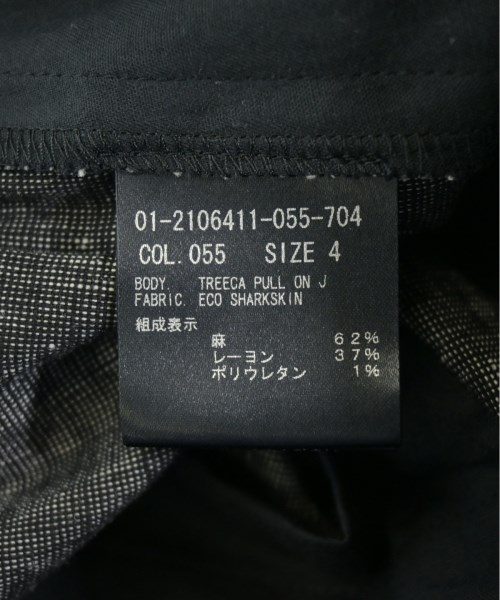 01-2106411-055-704
COL. 055 SIZE 4
BODY. TREECA PULL ON J
FABRIC. ECO SHARKSKIN
組成表示
麻 62%
レーヨン 37%
ポリウレタン 1%